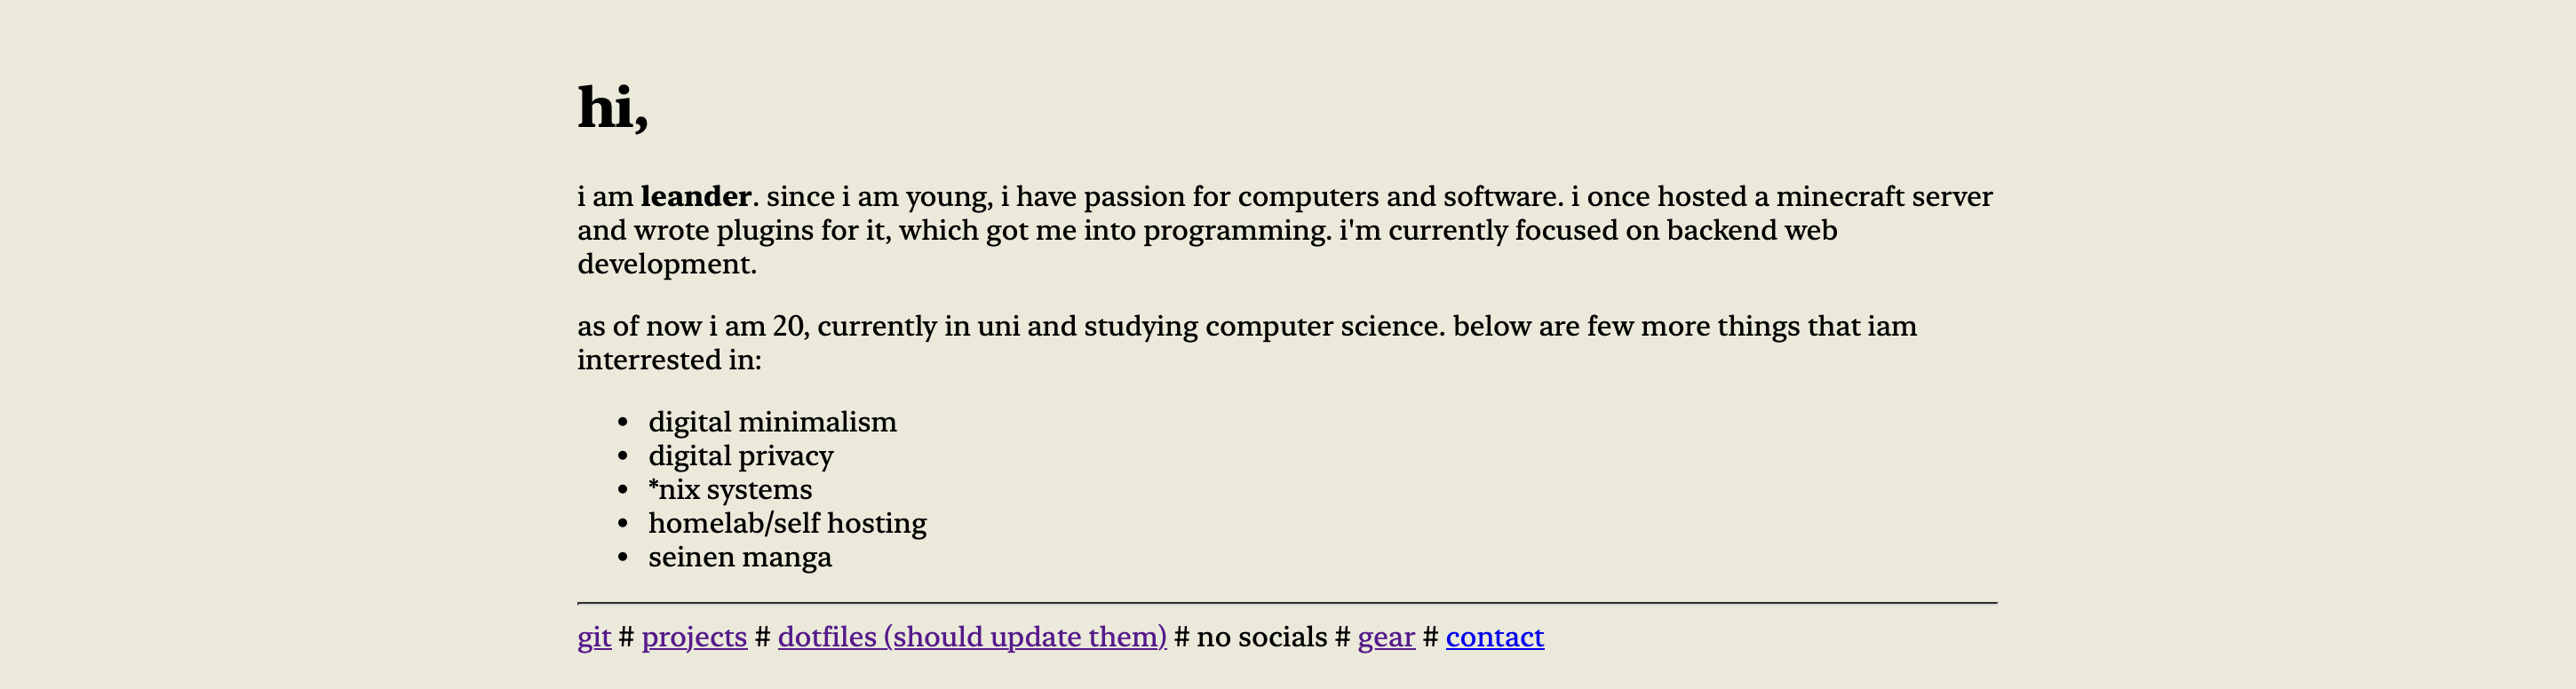 hi,
i am leander. since i am young, i have passion for computers and software. i once hosted a minecraft server
and wrote plugins for it, which got me into programming. i'm currently focused on backend web
development.
as of now i am 20, currently in uni and studying computer science. below are few more things that iam
interrested in:
• digital minimalism
• digital privacy
• *nix systems
• homelab/self hosting
• seinen manga
git # projects # dotfiles (should update them) # no socials # gear # contact